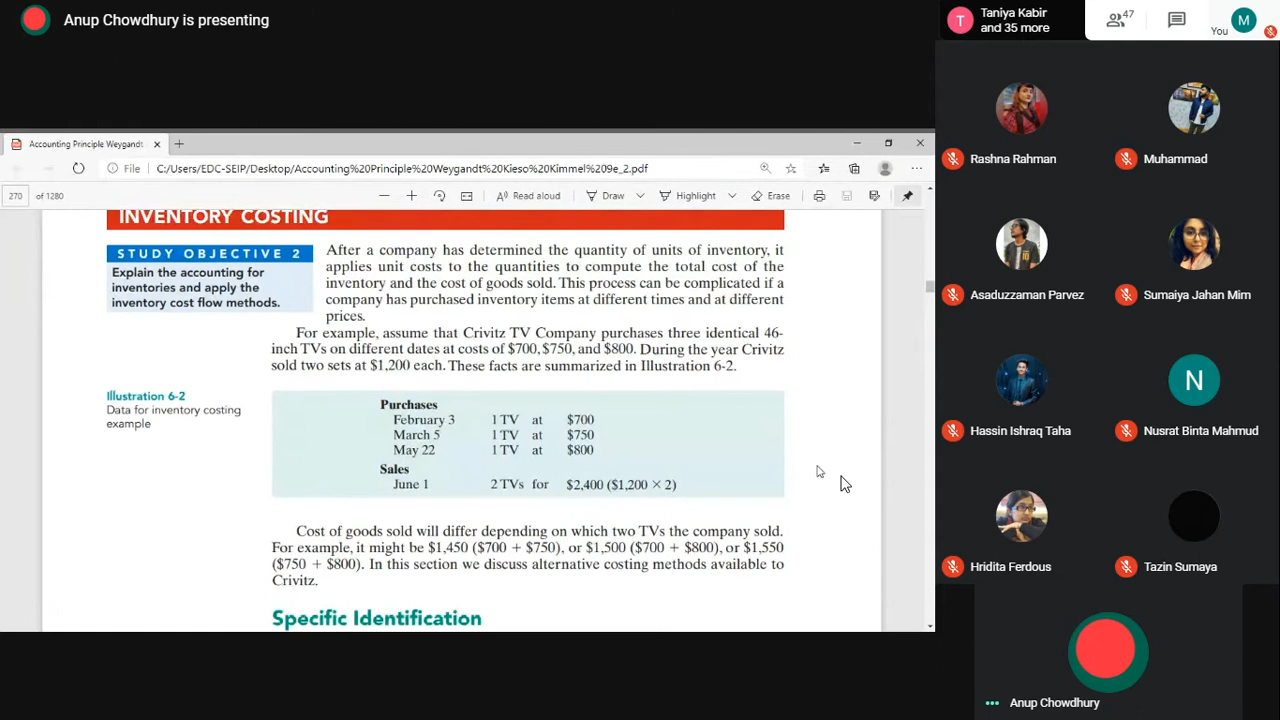 Anup Chowdhury is presenting
T
Taniya Kabir
and 35 more
47
You
M
Accounting Principle Weygandt
File
C:/Users/EDC-SEIP/Desktop/Accounting%20Principle%20Weygandt%20Kieso%20Kimmel%209e_2.pdf
270
of 1280
Read aloud
Draw
Highlight
Erase
INVENTORY COSTING
STUDY OBJECTIVE 2
Explain the accounting for
inventories and apply the
inventory cost flow methods.
After a company has determined the quantity of units of inventory, it
applies unit costs to the quantities to compute the total cost of the
inventory and the cost of goods sold. This process can be complicated if a
company has purchased inventory items at different times and at different
prices.
For example, assume that Crivitz TV Company purchases three identical 46-
inch TVs on different dates at costs of $700, $750, and $800. During the year Crivitz
sold two sets at $1,200 each. These facts are summarized in Illustration 6-2.
Illustration 6-2
Data for inventory costing
example
Purchases
February 3 1 TV at $700
March 5 1 TV at $750
May 22 1 TV at $800
Sales
June 1 2 TVs for $2,400 ($1,200 × 2)
Cost of goods sold will differ depending on which two TVs the company sold.
For example, it might be $1,450 ($700 + $750), or $1,500 ($700 + $800), or $1,550
($750 + $800). In this section we discuss alternative costing methods available to
Crivitz.
Specific Identification
Rashna Rahman
Muhammad
Asaduzzaman Parvez
Sumaiya Jahan Mim
Hassin Ishraq Taha
N
Nusrat Binta Mahmud
Hridita Ferdous
Tazin Sumaya
Anup Chowdhury